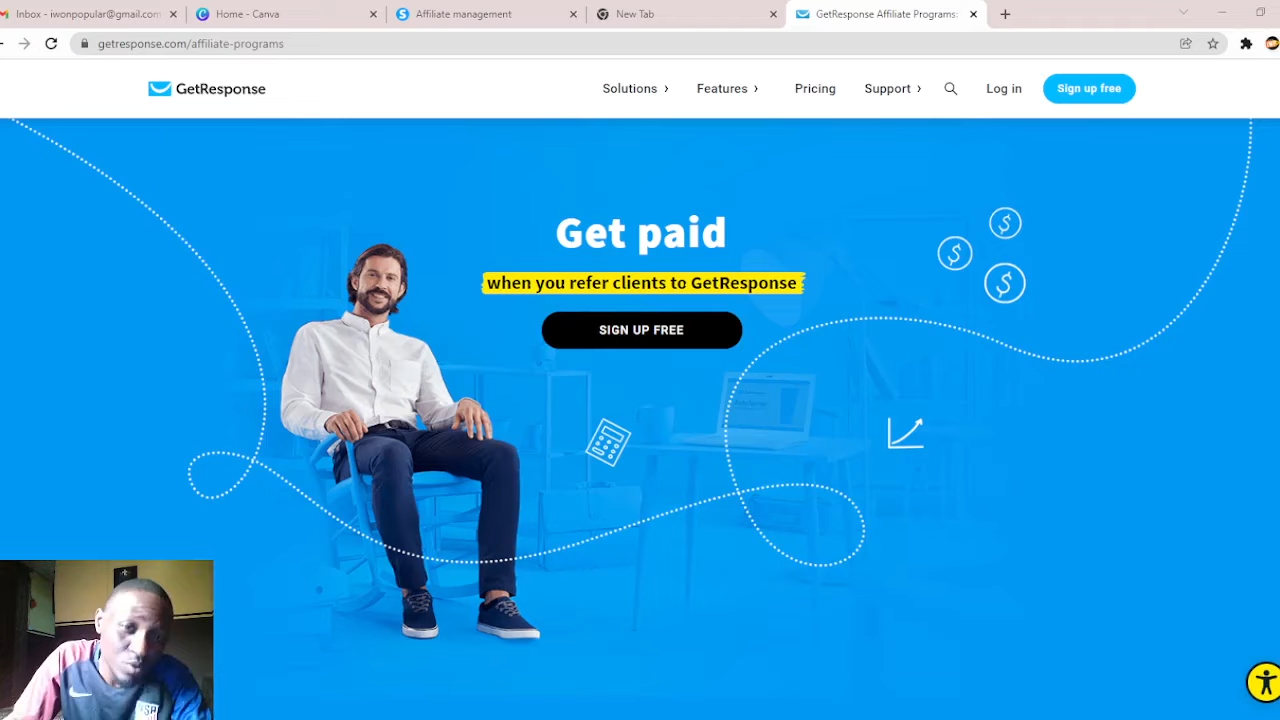 Inbox - iwonpopular@gmail.com
Home - Canva
Affiliate management
New Tab
GetResponse Affiliate Programs:
getresponse.com/affiliate-programs
GetResponse
Solutions
Features
Pricing
Support
Log in
Sign up free
Get paid
when you refer clients to GetResponse
SIGN UP FREE